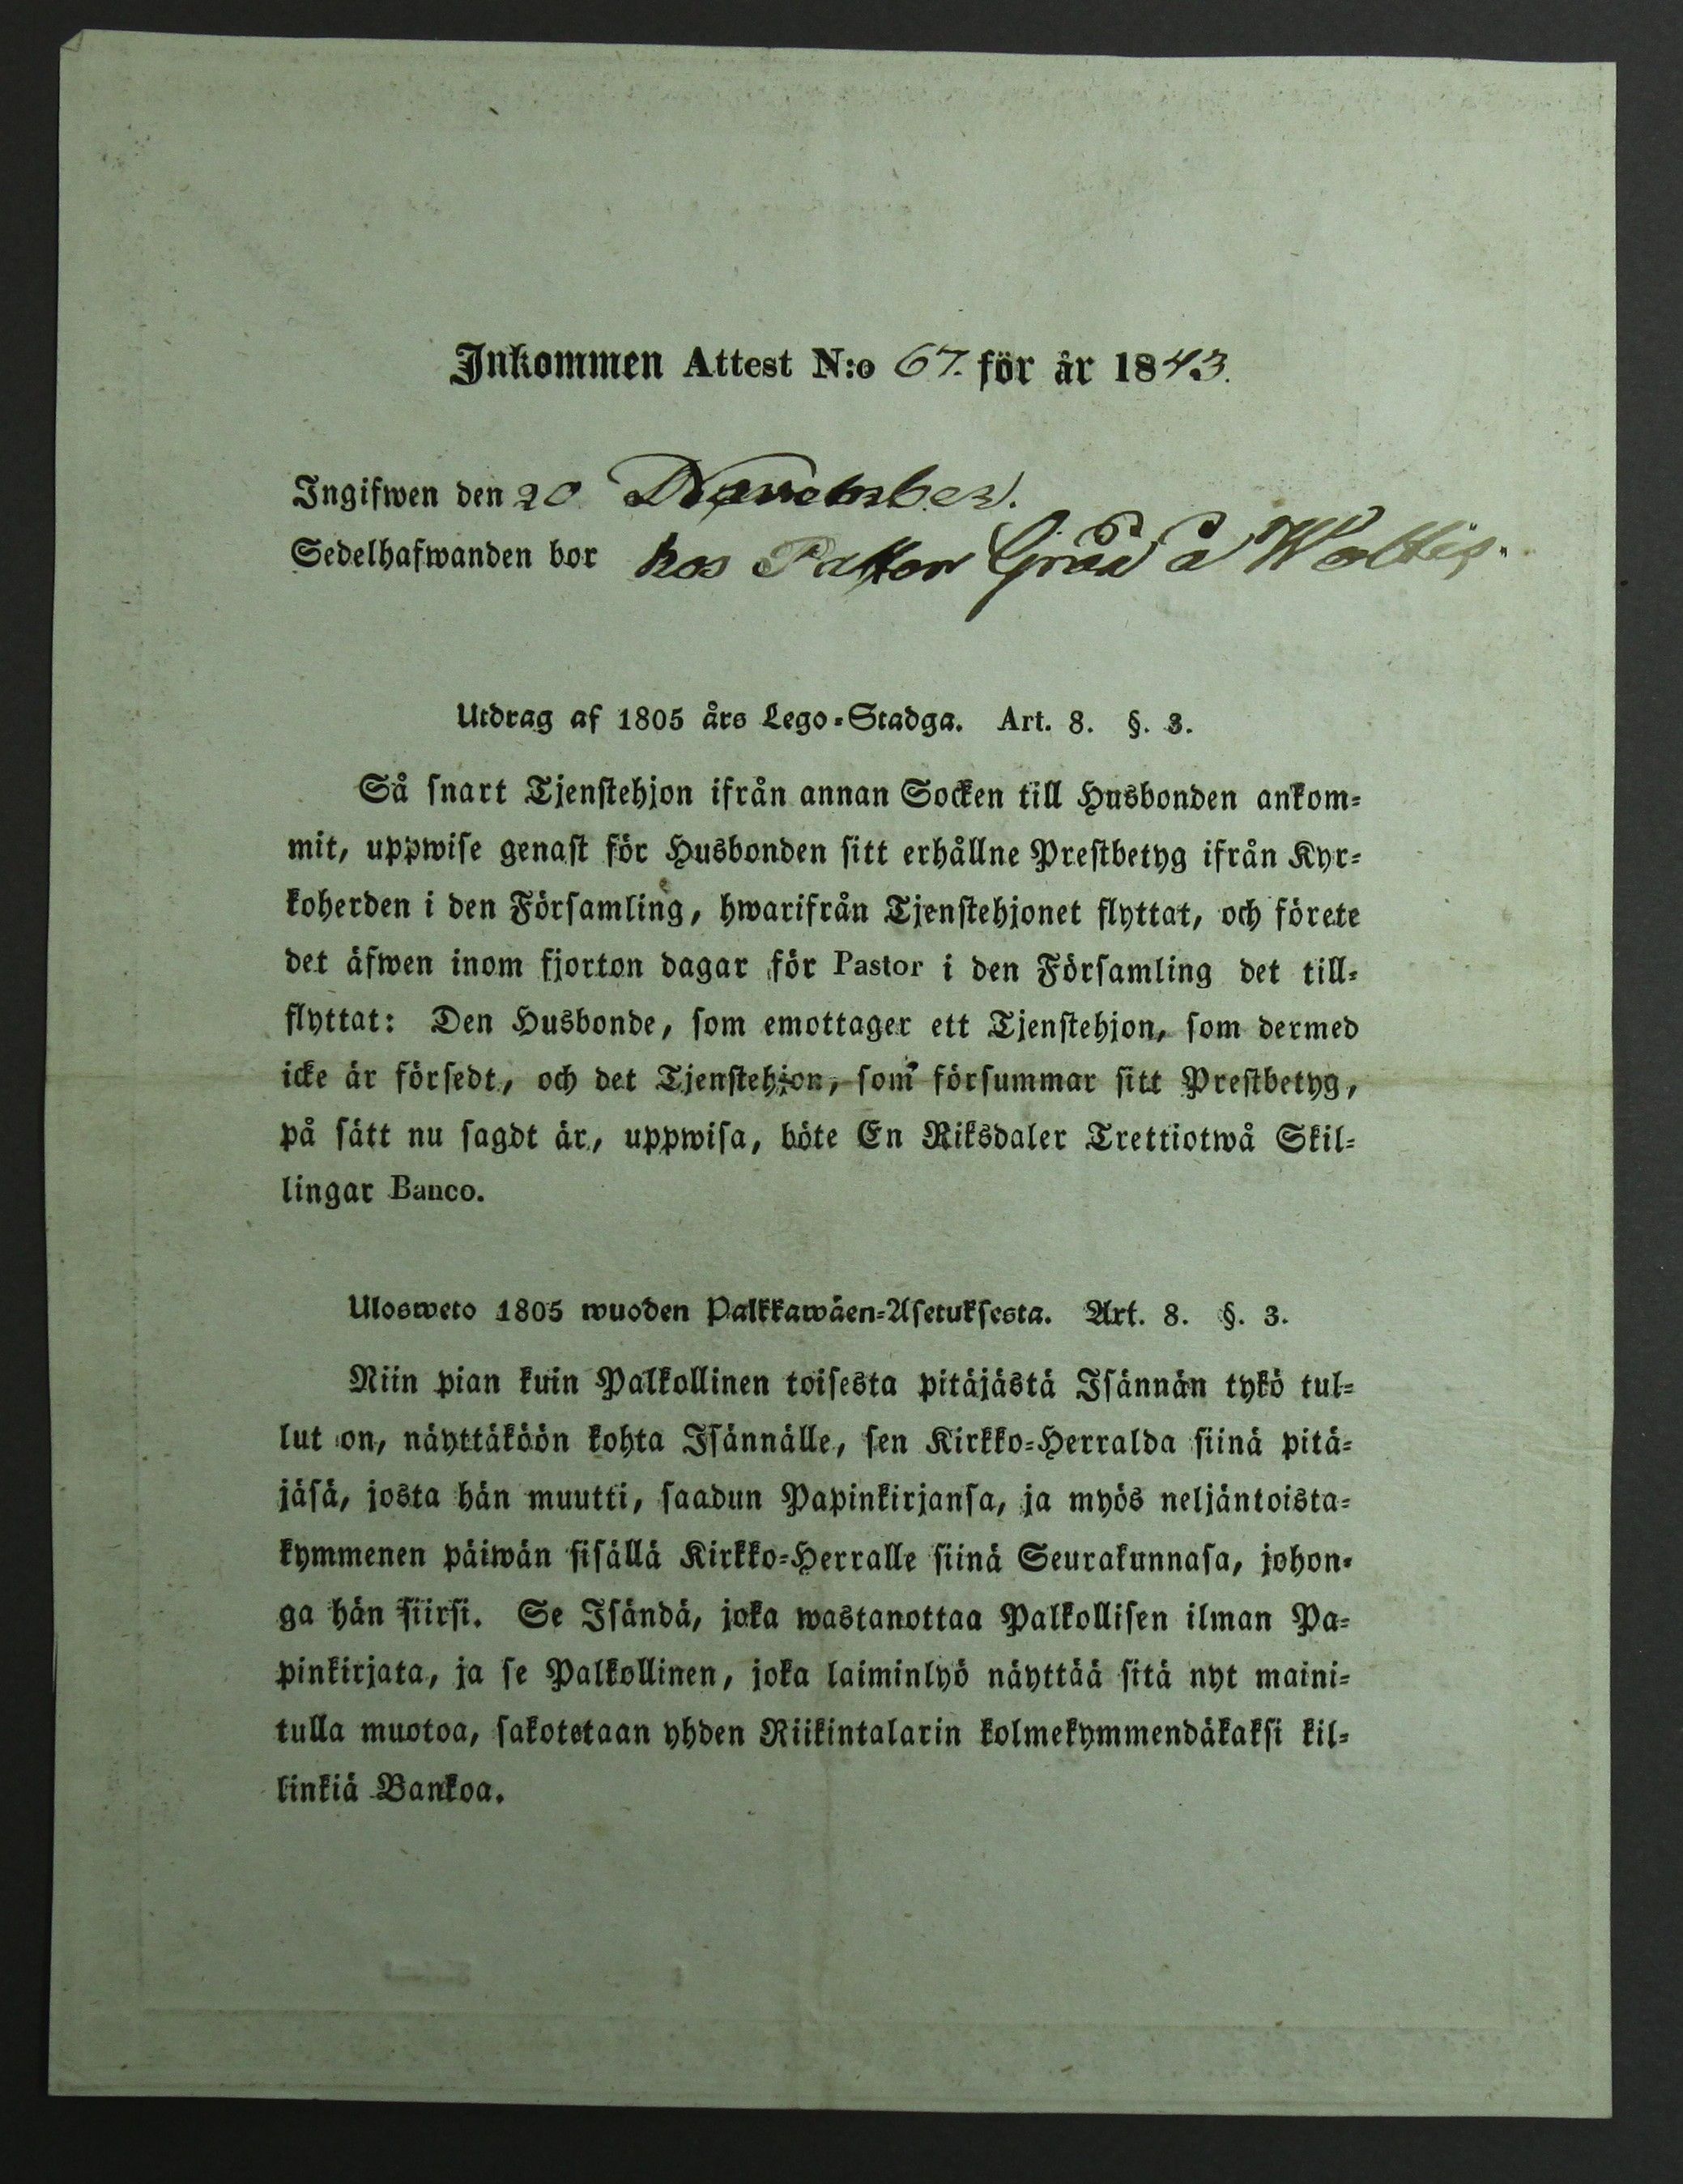 Inkommen Attest N:o 67. för år 1843.
Ingifwen den 20 November.
Sedelhafwanden bor hos Pastor Gråå å
Utdrag af 1805 års Lego-Stadga. Art. 8. §. 3.
Så snart Tjenstehjon ifrån annan Socken till Husbonden ankom-
mit, uppwise genast för Husbonden sitt erhållne Prestbetyg ifrån Kyr-
koherden i den Församling, hwarifrån Tjenstehjonet flyttat, och förete
det äfwen inom fjorton dagar för Pastor i den Församling det till-
flyttat: Den Husbonde, som emottager ett Tjenstehjon, som dermed
icke är försedt, och det Tjenstehjon, som försummar sitt Prestbetyg,
på sätt nu sagdt är, uppwisa, böte En Riksdaler Trettiotwå Skil-
lingar Banco.
Ulosweto 1805 wuoden Palkkawäen-Asetuksesta. Art. 8. §. 3.
Niin pian kuin Palkollinen toisesta pitäjästä Isännän tykö tul-
lut on, näyttäköön kohta Isännälle, sen Kirkko-Herralda siinä pitä-
jäsä, josta hän muutti, saadun Papinkirjansa, ja myös neljäntoista-
kymmenen päiwän sisällä Kirkko-Herralle siinä Seurakunnasa, johon-
ga hän siirsi. Se Isändä, joka wastanottaa Palkollisen ilman Pa-
pinkirjata, ja se Palkollinen, joka laiminlyö näyttää sitä nyt maini-
tulla muotoa, sakotetaan yhden Riikintalarin kolmekymmendäkaksi kil-
linkiä Bankoa.